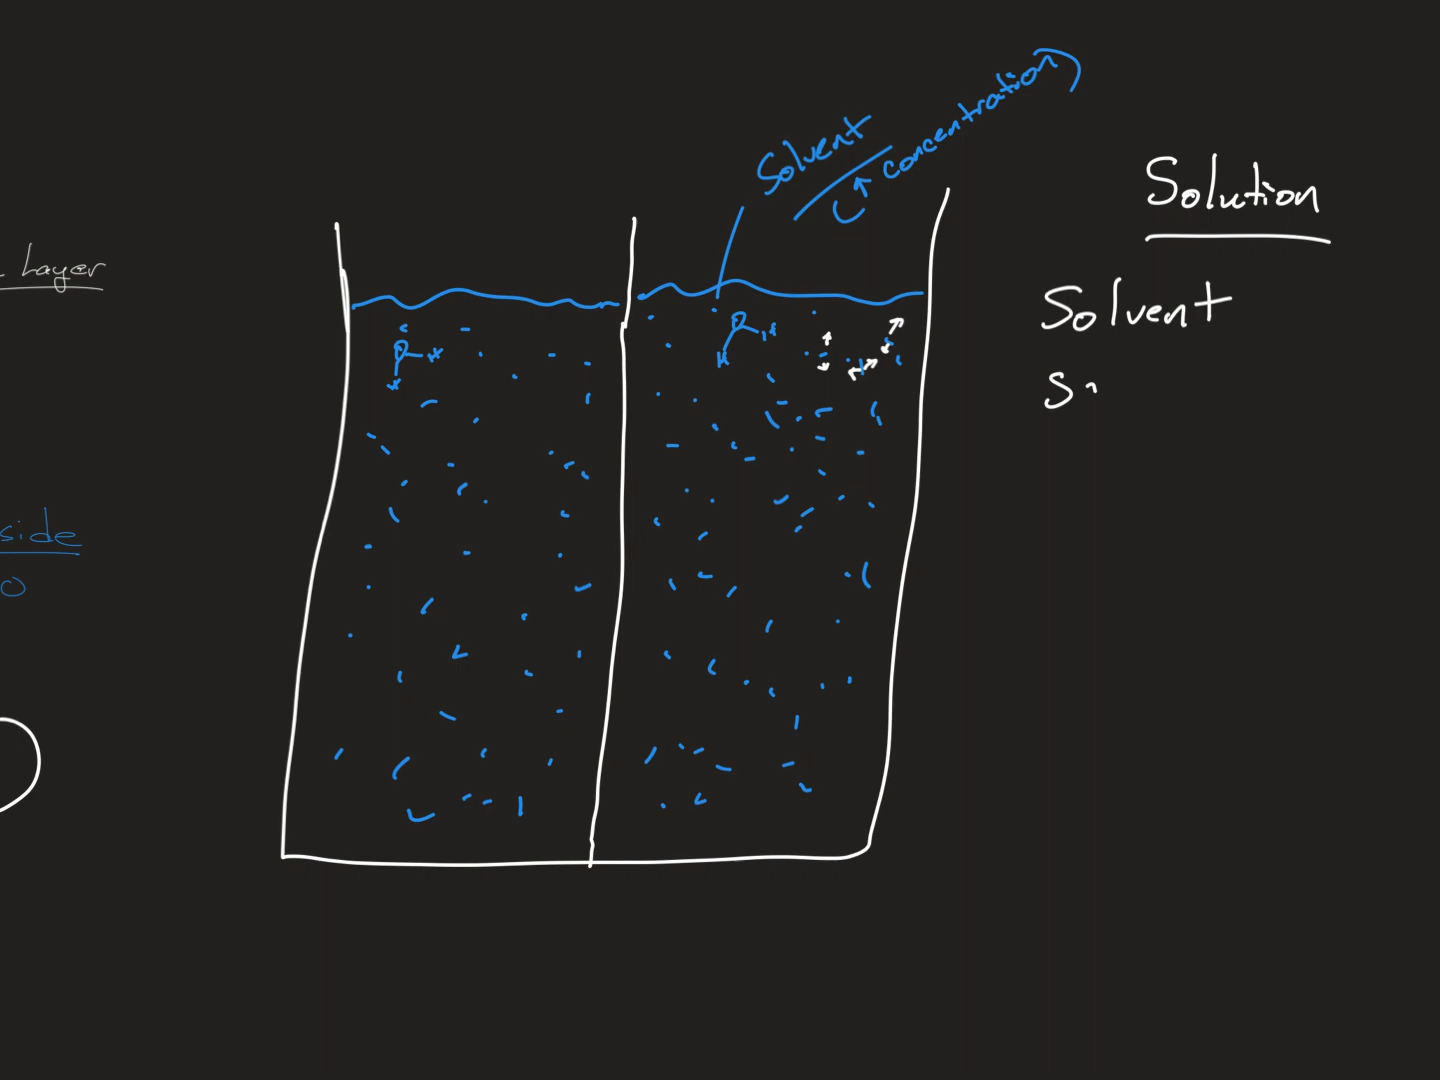 Layer
side
O
Solvent
concentration
O
H
H
O
H
H
Solution
Solvent
S